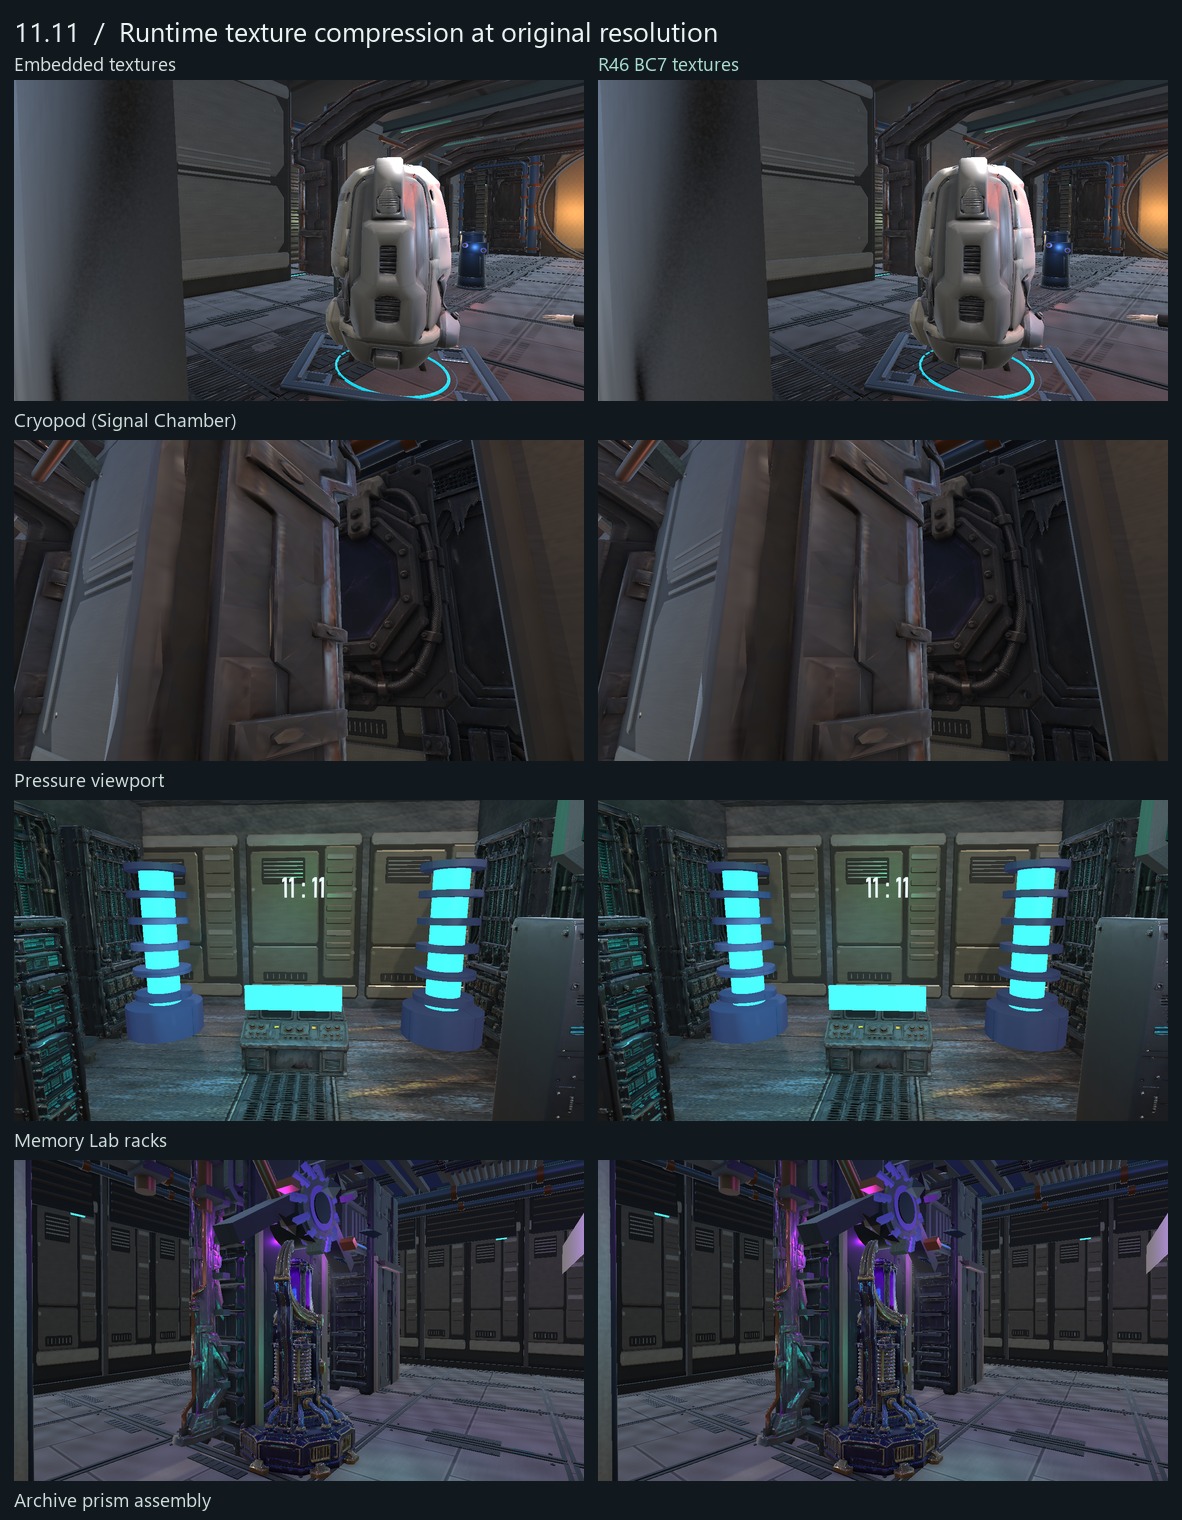 11.11 / Runtime texture compression at original resolution
Embedded textures
R46 BC7 textures
Cryopod (Signal Chamber)
Pressure viewport
11:11
11:11
Memory Lab racks
Archive prism assembly